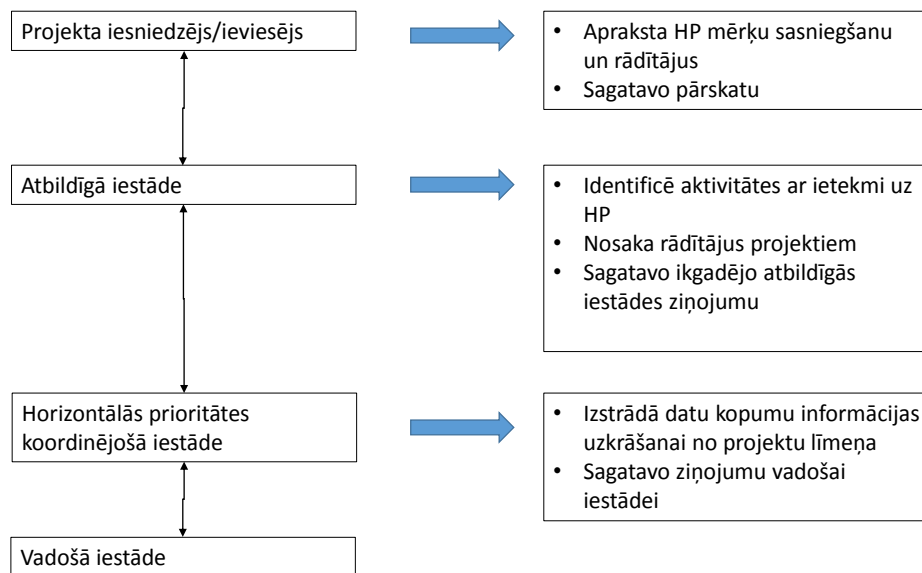 Projekta iesniedzējs/ieviesējs
• Apraksta HP mērķu sasniegšanu
un rādītājus
• Sagatavo pārskatu
Atbildīgā iestāde
• Identificē aktivitātes ar ietekmi uz
HP
• Nosaka rādītājus projektiem
• Sagatavo ikgadējo atbildīgās
iestādes ziņojumu
Horizontālās prioritātes
koordinējošā iestāde
• Izstrādā datu kopumu informācijas
uzkrāšanai no projektu līmeņa
• Sagatavo ziņojumu vadošai
iestādei
Vadošā iestāde